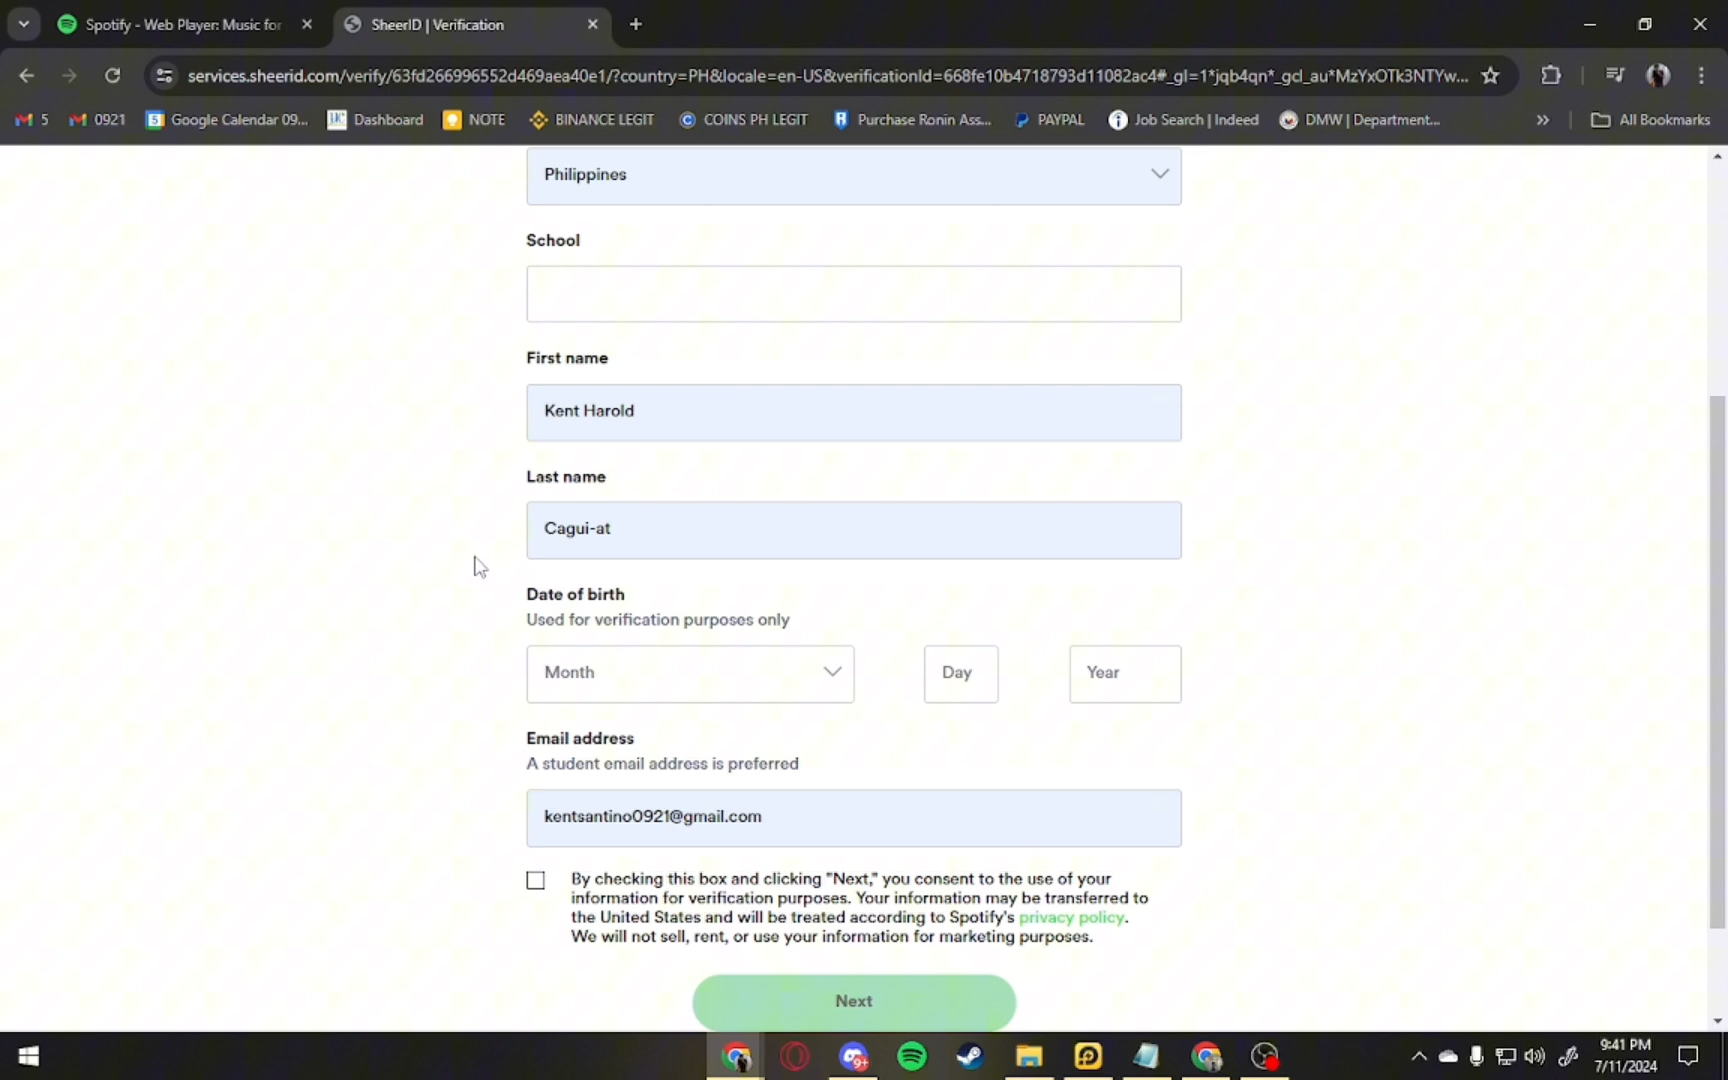 Spotify - Web Player: Music for
SheerID | Verification
services.sheerid.com/verify/63fd266996552d469aea40e1/?country=PH&locale=en-US&verificationId=668fe10b4718793d11082ac4#_gl=1*jqb4qn*_gcl_au*MzYxOTk3NTYw...
5
0921
Google Calendar 09...
Dashboard
NOTE
BINANCE LEGIT
COINS PH LEGIT
Purchase Ronin Ass...
PAYPAL
Job Search | Indeed
DMW | Department...
All Bookmarks
Philippines
School
First name
Kent Harold
Last name
Cagui-at
Date of birth
Used for verification purposes only
Month
Day
Year
Email address
A student email address is preferred
kentsantino0921@gmail.com
By checking this box and clicking "Next," you consent to the use of your
information for verification purposes. Your information may be transferred to
the United States and will be treated according to Spotify's privacy policy.
We will not sell, rent, or use your information for marketing purposes.
Next
9:41 PM
7/11/2024